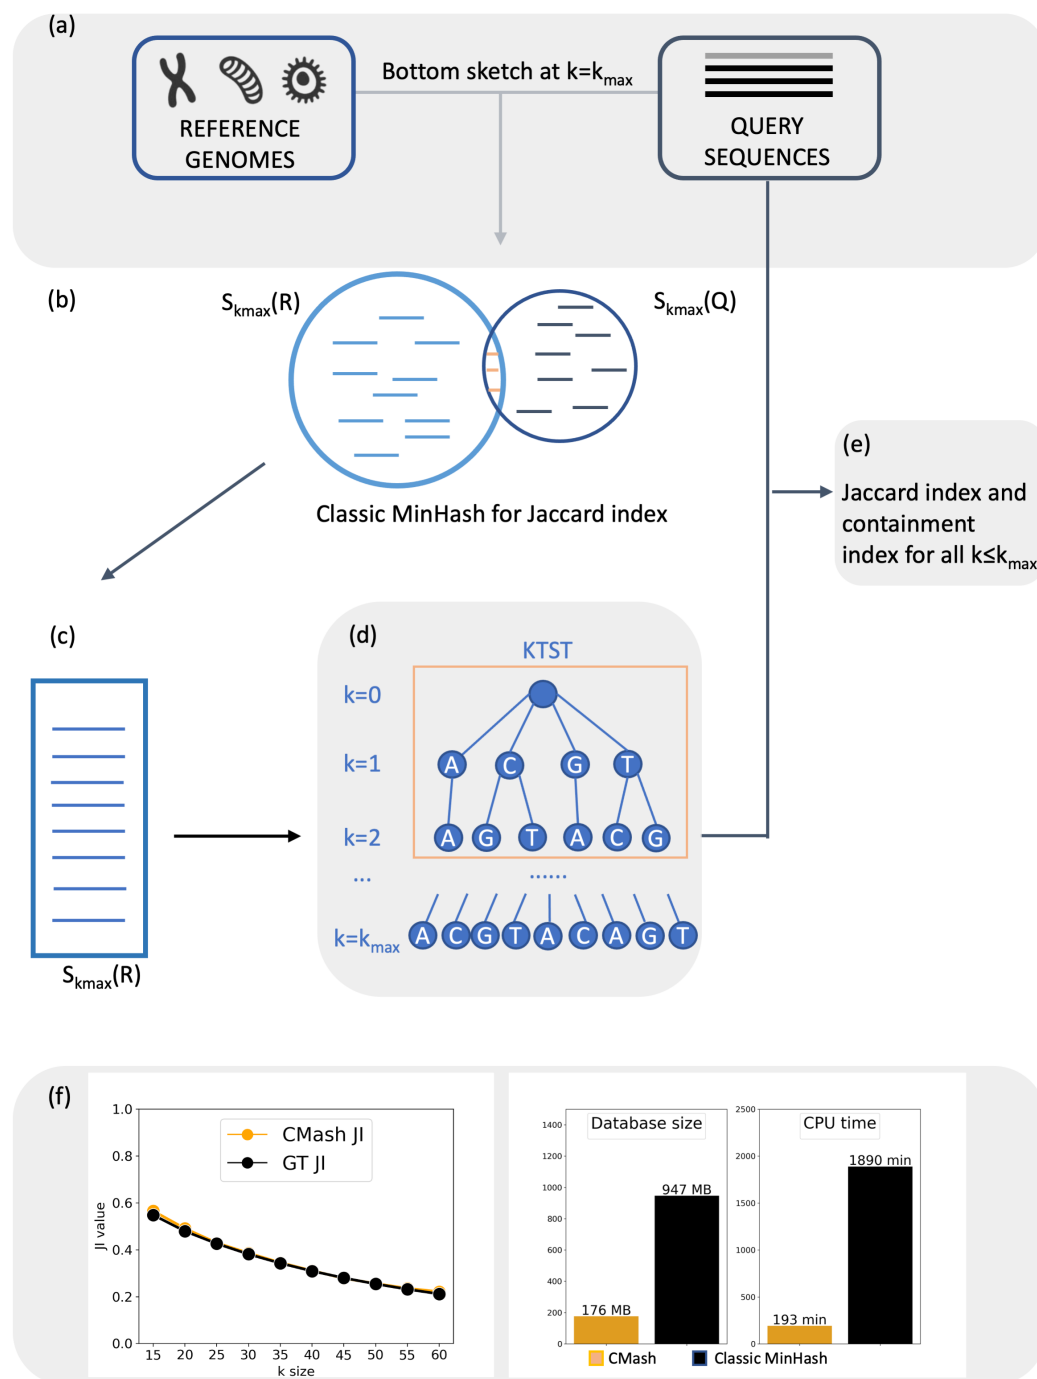 (a)
Bottom sketch at k=kmax
REFERENCE
GENOMES
QUERY
SEQUENCES
(b)
Skmax(R)
Skmax(Q)
Classic MinHash for Jaccard index
(e)
Jaccard index and
containment
index for all k≤kmax
(c)
Skmax(R)
(d)
KTST
k=0
k=1
A C G T
k=2
A G T A C G
... ......
k=kmax
A C G T A C A G T
(f)
1.0
0.8
0.6
0.4
0.2
0.0
JI value
CMash JI
GT JI
15 20 25 30 35 40 45 50 55 60
k size
Database size
1400
1200
1000
800
600
400
200
0
176 MB
947 MB
CPU time
2500
2000
1500
1000
500
0
193 min
1890 min
CMash
Classic MinHash